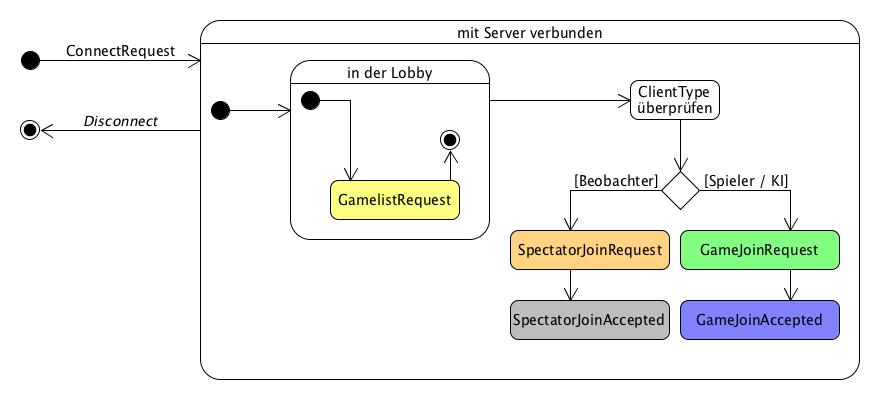 mit Server verbunden
ConnectRequest
in der Lobby
ClientType
überprüfen
Disconnect
[Beobachter]
[Spieler / KI]
GamelistRequest
SpectatorJoinRequest
GameJoinRequest
SpectatorJoinAccepted
GameJoinAccepted